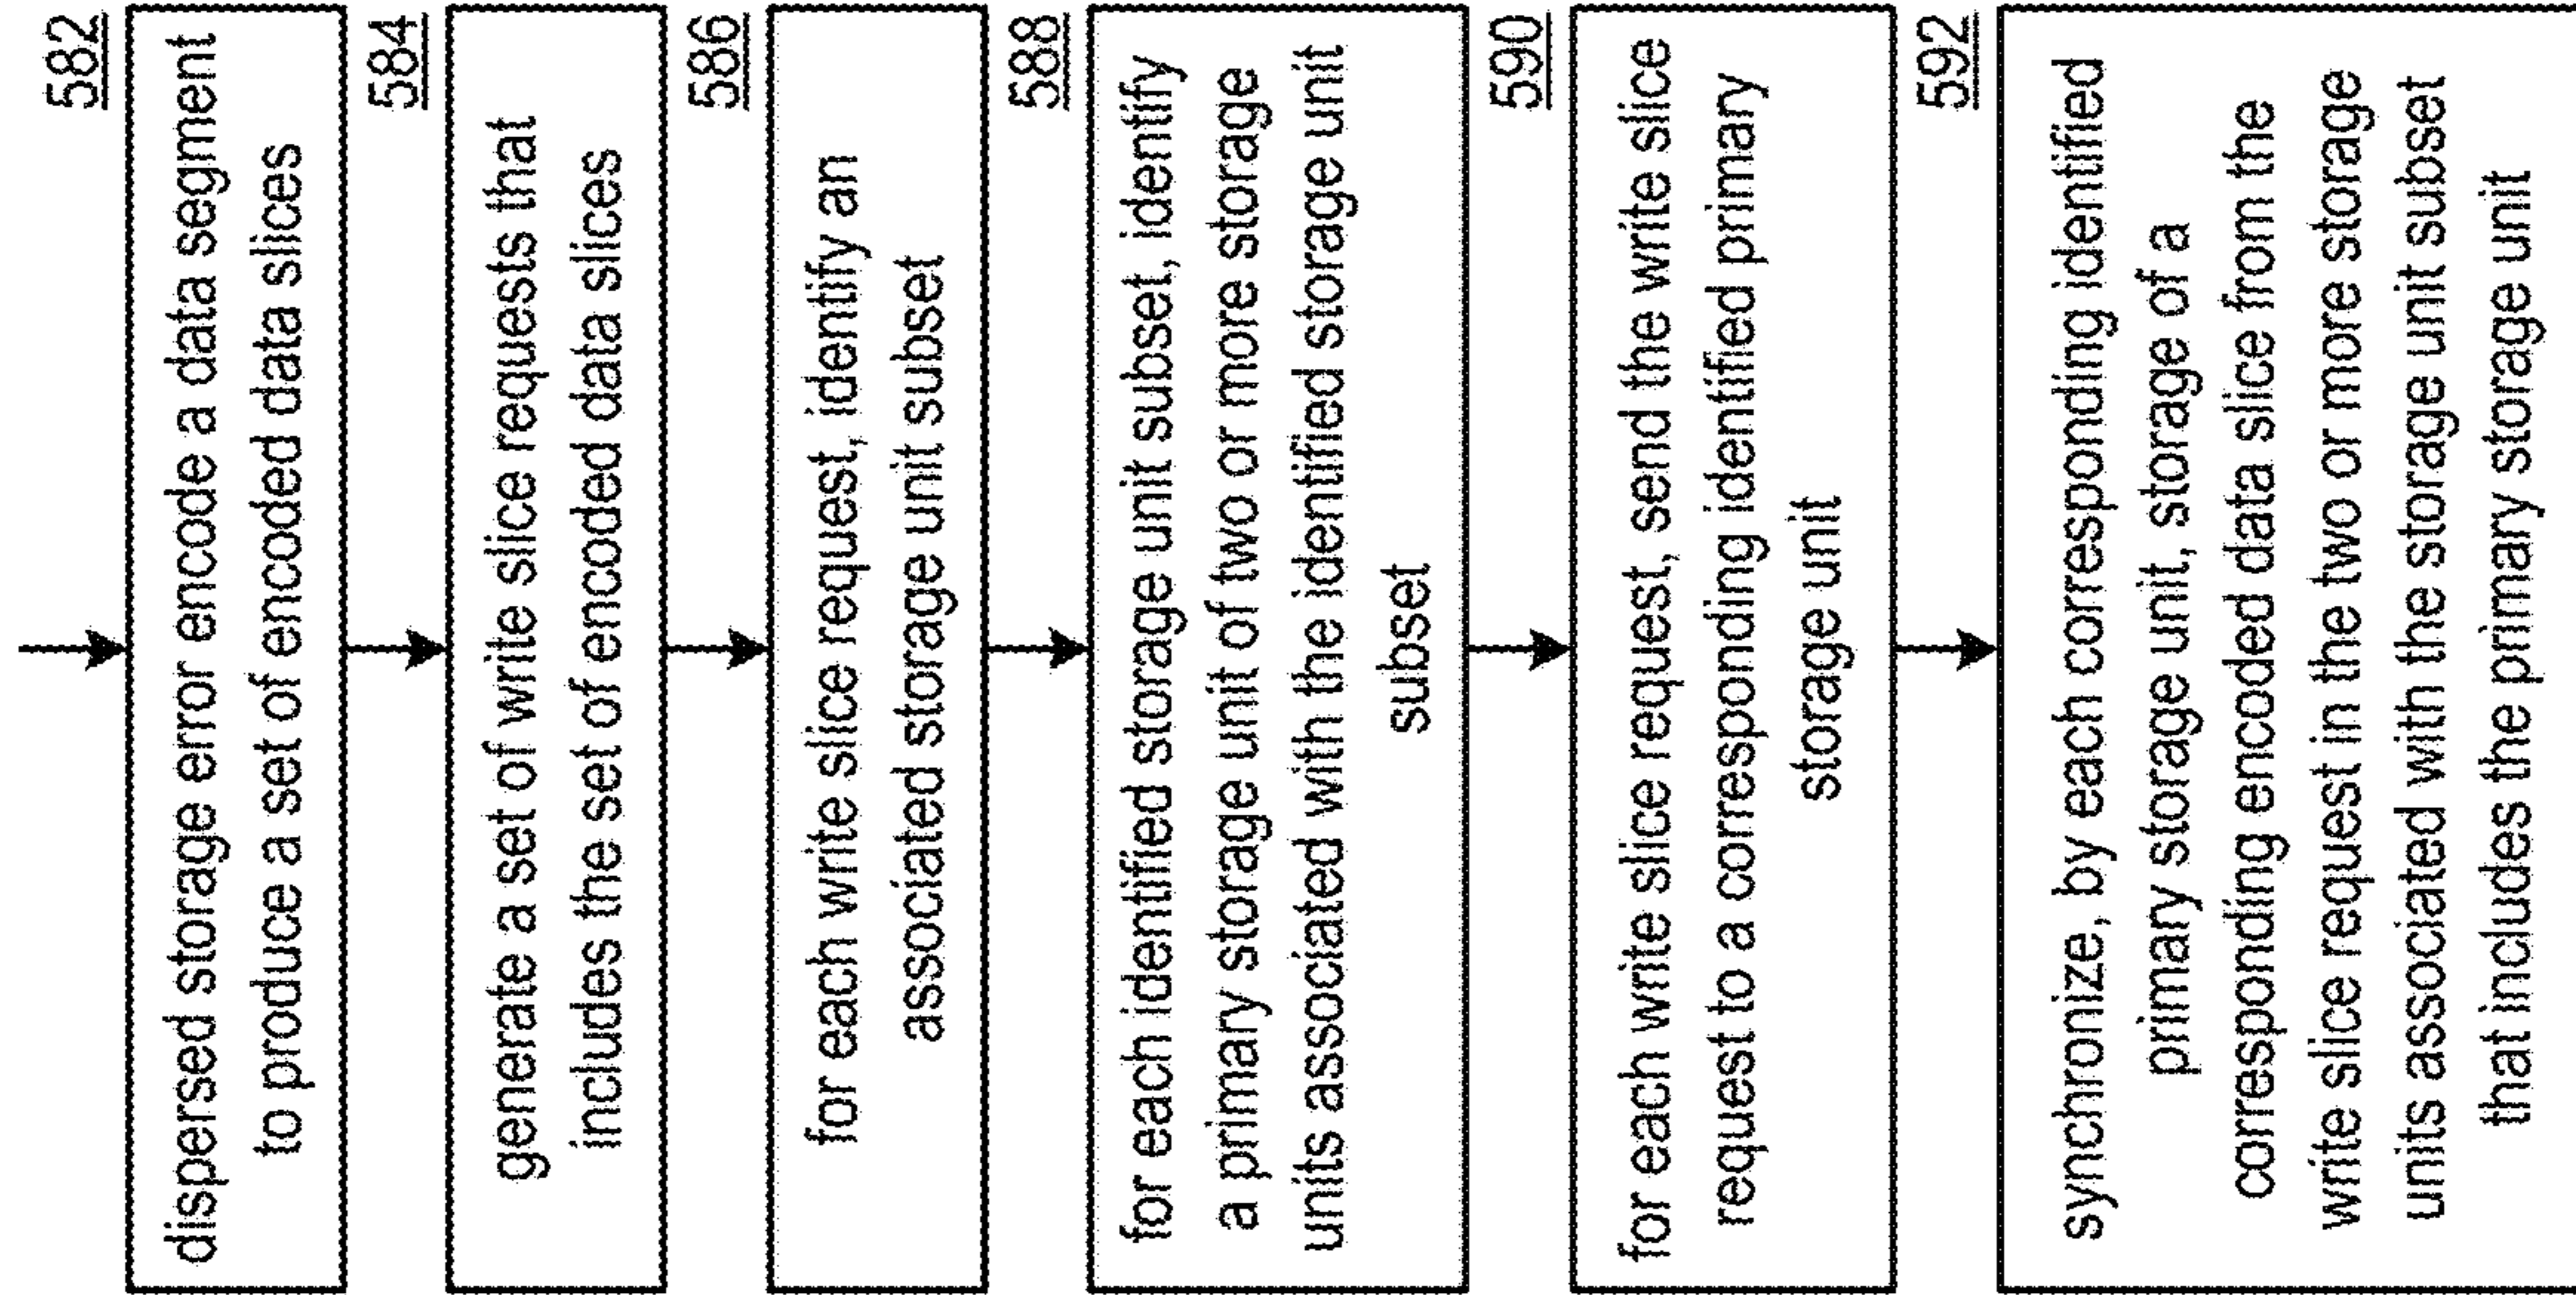 582
dispersed storage error encode a data segment
to produce a set of encoded data slices
584
generate a set of write slice requests that
includes the set of encoded data slices
586
for each write slice request, identify an
associated storage unit subset
588
for each identified storage unit subset, identify
a primary storage unit of two or more storage
units associated with the identified storage unit
subset
590
for each write slice request, send the write slice
request to a corresponding identified primary
storage unit
592
synchronize, by each corresponding identified
primary storage unit, storage of a
corresponding encoded data slice from the
write slice request in the two or more storage
units associated with the storage unit subset
that includes the primary storage unit